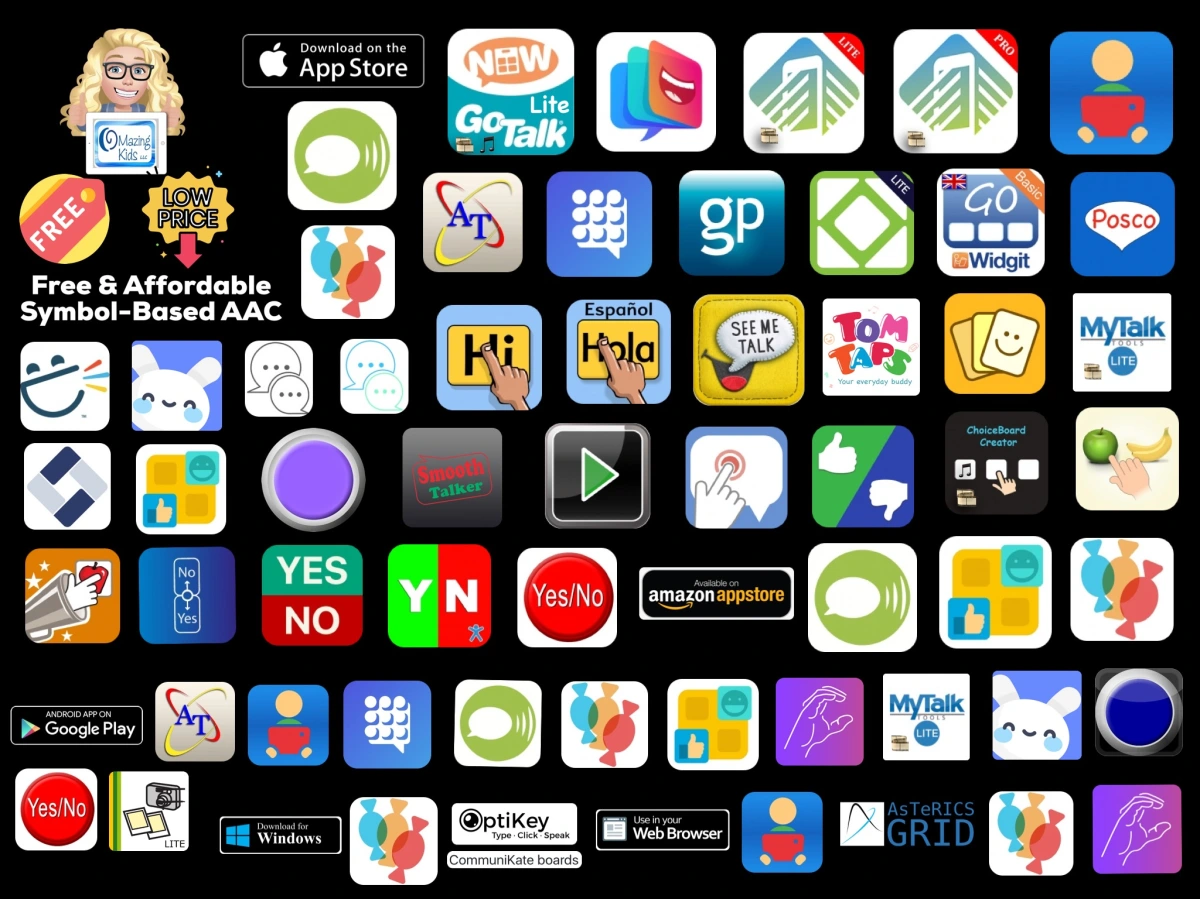 Mazing
Kids LLC
FREE
LOW
PRICE
Free & Affordable
Symbol-Based AAC
Download on the
App Store
NEW
Lite
GoTalk
LITE
PRO
AT
gp
LITE
GO
Basic
Widgit
Posco
Hi
Español
Hola
SEE ME
TALK
TOM
TAPS
Your everyday buddy
MyTalk
TOOLS
LITE
TM
Smooth
Talker
ChoiceBoard
Creator
No
Yes
YES
NO
Y N
Yes/No
Available on
amazon appstore
ANDROID APP ON
Google Play
AT
MyTalk
TOOLS
LITE
Yes/No
LITE
Download for
Windows
OptiKey
Type · Click · Speak
CommuniKate boards
Use in your
Web Browser
AsTeRICS
GRID